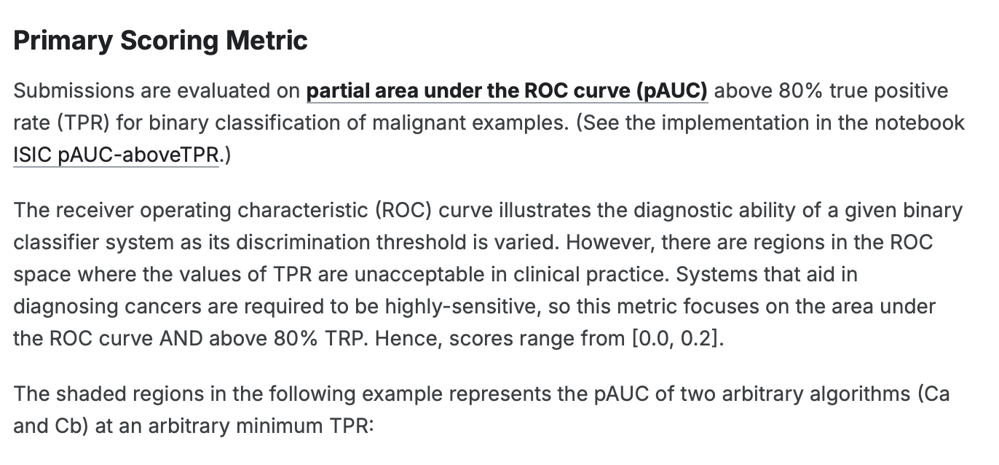 Primary Scoring Metric
Submissions are evaluated on partial area under the ROC curve (pAUC) above 80% true positive
rate (TPR) for binary classification of malignant examples. (See the implementation in the notebook
ISIC pAUC-aboveTPR.)
The receiver operating characteristic (ROC) curve illustrates the diagnostic ability of a given binary
classifier system as its discrimination threshold is varied. However, there are regions in the ROC
space where the values of TPR are unacceptable in clinical practice. Systems that aid in
diagnosing cancers are required to be highly-sensitive, so this metric focuses on the area under
the ROC curve AND above 80% TRP. Hence, scores range from [0.0, 0.2].
The shaded regions in the following example represents the pAUC of two arbitrary algorithms (Ca
and Cb) at an arbitrary minimum TPR: